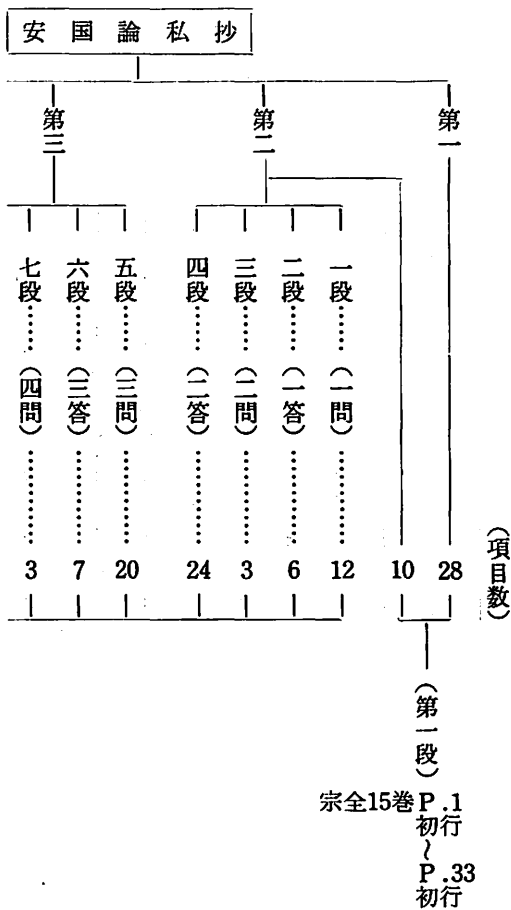 安国論私抄
(項目数)
第一
28
10
(第一段)
宗全15巻P.1
初行
~
P.33
初行
第二
一段……(一問)…………12
二段……(一答)…………6
三段……(二問)…………3
四段……(二答)…………24
第三
五段……(三問)…………20
六段……(三答)…………7
七段……(四問)…………3